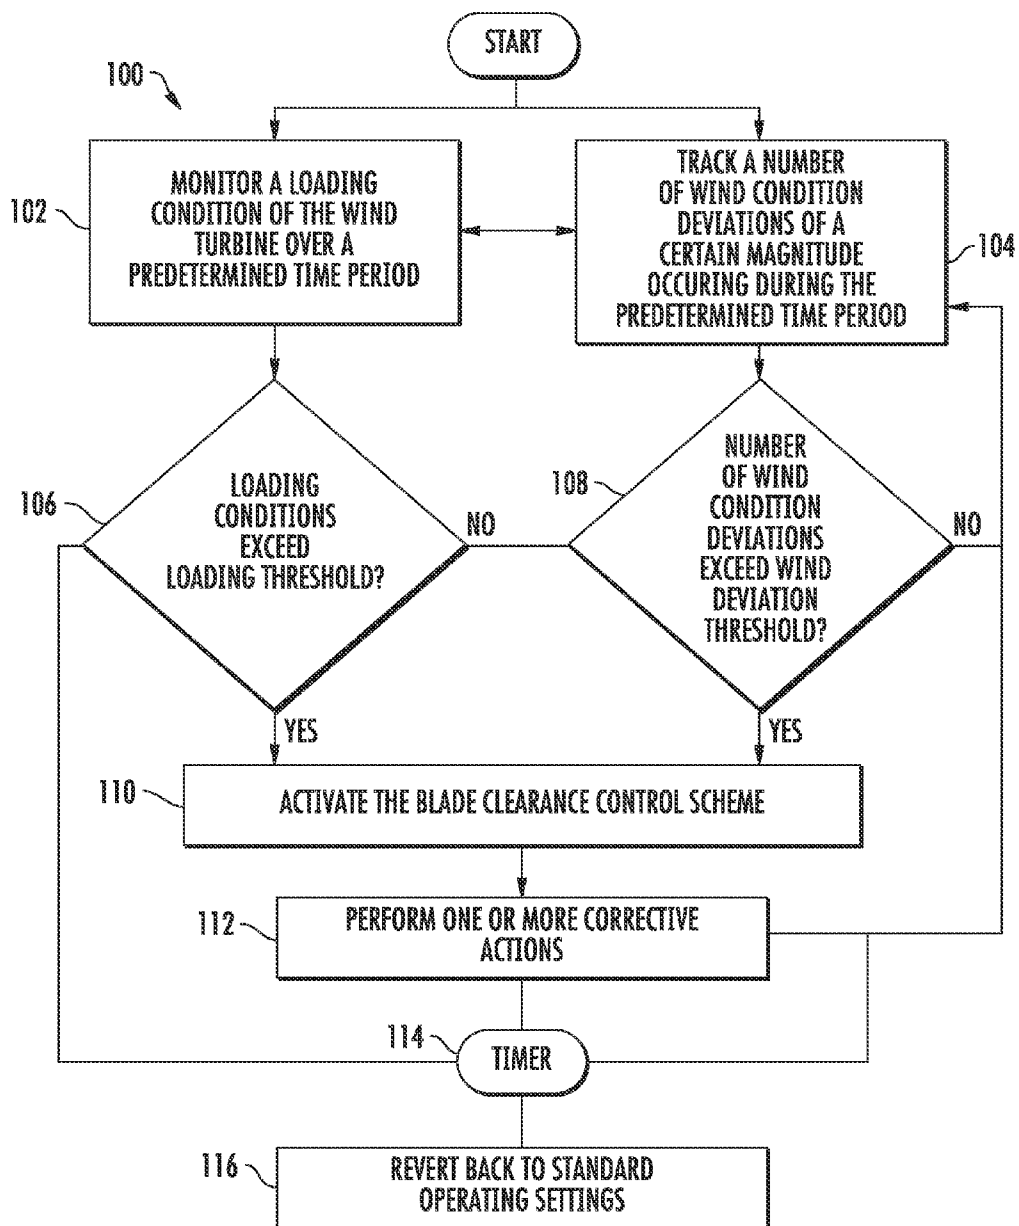 START
100
MONITOR A LOADING
CONDITION OF THE WIND
TURBINE OVER A
PREDETERMINED TIME PERIOD
102
TRACK A NUMBER
OF WIND CONDITION
DEVIATIONS OF A
CERTAIN MAGNITUDE
OCCURING DURING THE
PREDETERMINED TIME PERIOD
104
106
LOADING
CONDITIONS
EXCEED
LOADING THRESHOLD?
NO
YES
108
NUMBER
OF WIND
CONDITION
DEVIATIONS
EXCEED WIND
DEVIATION
THRESHOLD?
NO
YES
110
ACTIVATE THE BLADE CLEARANCE CONTROL SCHEME
112
PERFORM ONE OR MORE CORRECTIVE
ACTIONS
114
TIMER
116
REVERT BACK TO STANDARD
OPERATING SETTINGS